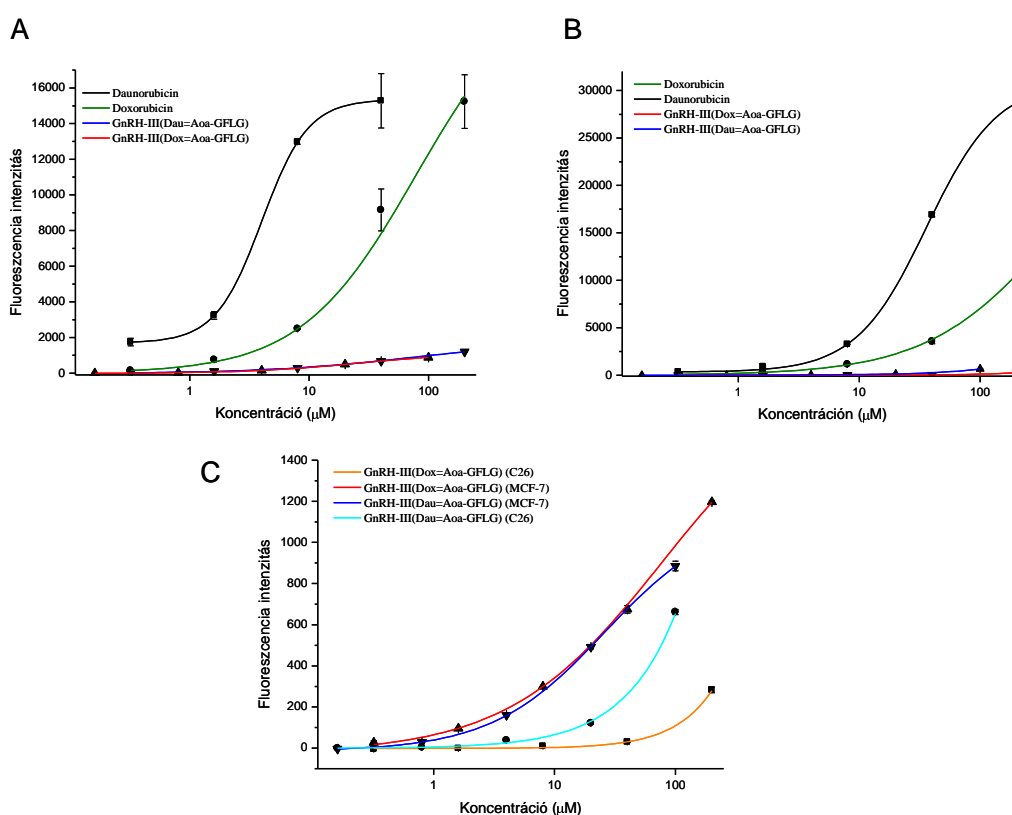 A
Daunorubicin
Doxorubicin
GnRH-III(Dau=Aoa-GFLG)
GnRH-III(Dox=Aoa-GFLG)
Fluoreszcencia intenzitás
16000
14000
12000
10000
8000
6000
4000
2000
0
1
10
100
Koncentráció (μM)
B
Doxorubicin
Daunorubicin
GnRH-III(Dox=Aoa-GFLG)
GnRH-III(Dau=Aoa-GFLG)
Fluoreszcencia intenzitás
30000
25000
20000
15000
10000
5000
0
1
10
100
Koncentráción (μM)
C
GnRH-III(Dox=Aoa-GFLG) (C26)
GnRH-III(Dox=Aoa-GFLG) (MCF-7)
GnRH-III(Dau=Aoa-GFLG) (MCF-7)
GnRH-III(Dau=Aoa-GFLG) (C26)
Fluoreszcencia intenzitás
1400
1200
1000
800
600
400
200
0
1
10
100
Koncentráció (μM)